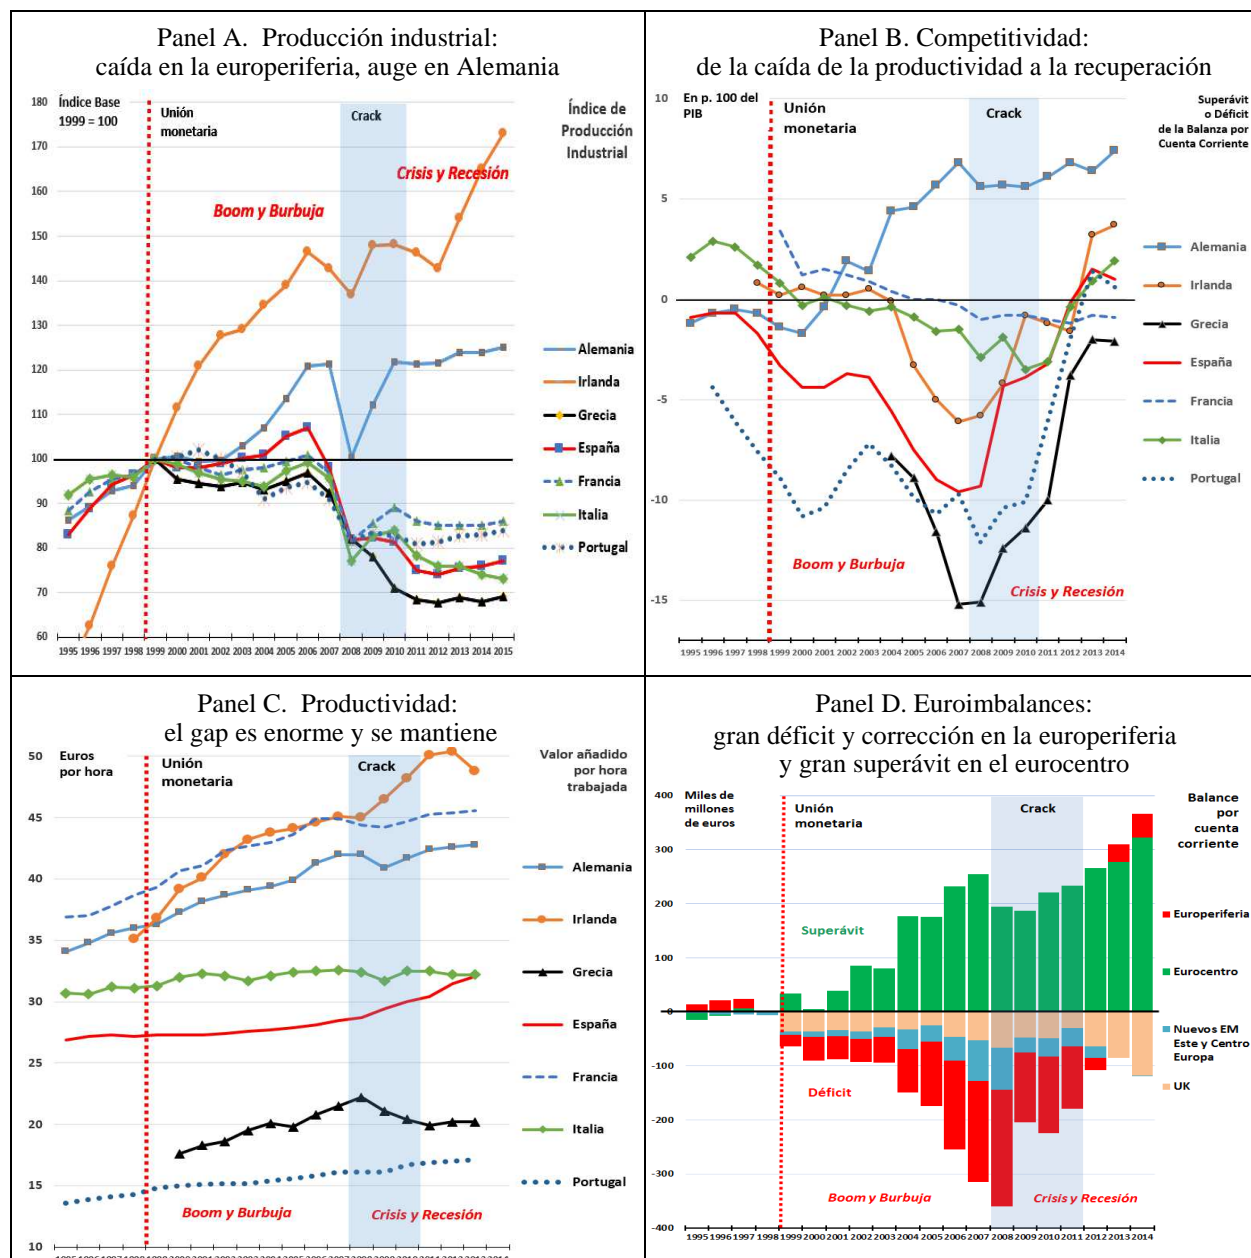 Panel A.  Producción industrial:
caída en la europeriferia, auge en Alemania
Índice Base
1999 = 100
Unión
monetaria
Crack
Índice de
Producción
Industrial
Crisis y Recesión
Boom y Burbuja
180
170
160
150
140
130
120
110
100
90
80
70
60
Alemania
Irlanda
Grecia
España
Francia
Italia
Portugal
1995 1996 1997 1998 1999 2000 2001 2002 2003 2004 2005 2006 2007 2008 2009 2010 2011 2012 2013 2014 2015
Panel B. Competitividad:
de la caída de la productividad a la recuperación
En p. 100 del
PIB
Unión
monetaria
Crack
Superávit
o Déficit
de la Balanza por
Cuenta Corriente
10
5
0
-5
-10
-15
Alemania
Irlanda
Grecia
España
Francia
Italia
Portugal
Boom y Burbuja
Crisis y Recesión
1995 1996 1997 1998 1999 2000 2001 2002 2003 2004 2005 2006 2007 2008 2009 2010 2011 2012 2013 2014
Panel C.  Productividad:
el gap es enorme y se mantiene
Euros
por hora
Unión
monetaria
Crack
Valor añadido
por hora
trabajada
50
45
40
35
30
25
20
15
10
Alemania
Irlanda
Grecia
España
Francia
Italia
Portugal
Boom y Burbuja
Crisis y Recesión
Panel D. Euroimbalances:
gran déficit y corrección en la europeriferia
y gran superávit en el eurocentro
Miles de
millones
de euros
Unión
monetaria
Crack
Balance
por
cuenta
corriente
400
300
200
100
0
-100
-200
-300
-400
Superávit
Déficit
Europeriferia
Eurocentro
Nuevos EM
Este y Centro
Europa
UK
Boom y Burbuja
Crisis y Recesión
1995 1996 1997 1998 1999 2000 2001 2002 2003 2004 2005 2006 2007 2008 2009 2010 2011 2012 2013 2014